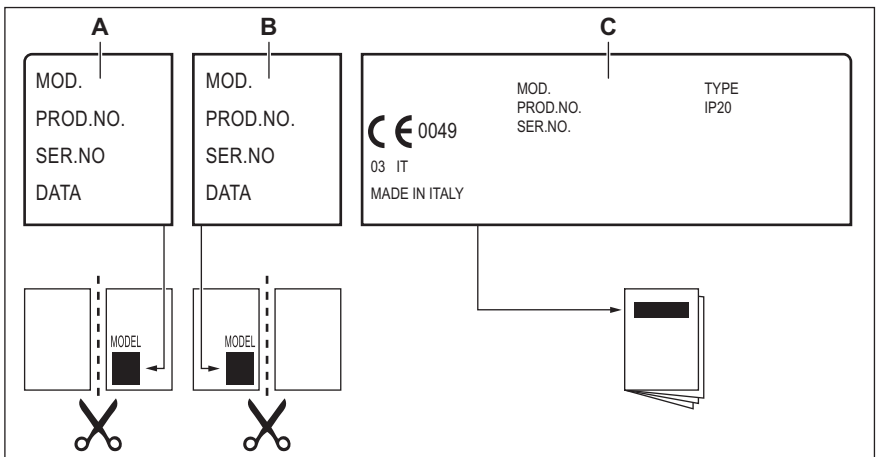 A
B
C
MOD.
PROD.NO.
SER.NO
DATA
MOD.
PROD.NO.
SER.NO
DATA
MOD.
PROD.NO.
SER.NO.
TYPE
IP20
CE 0049
03 IT
MADE IN ITALY
MODEL
MODEL